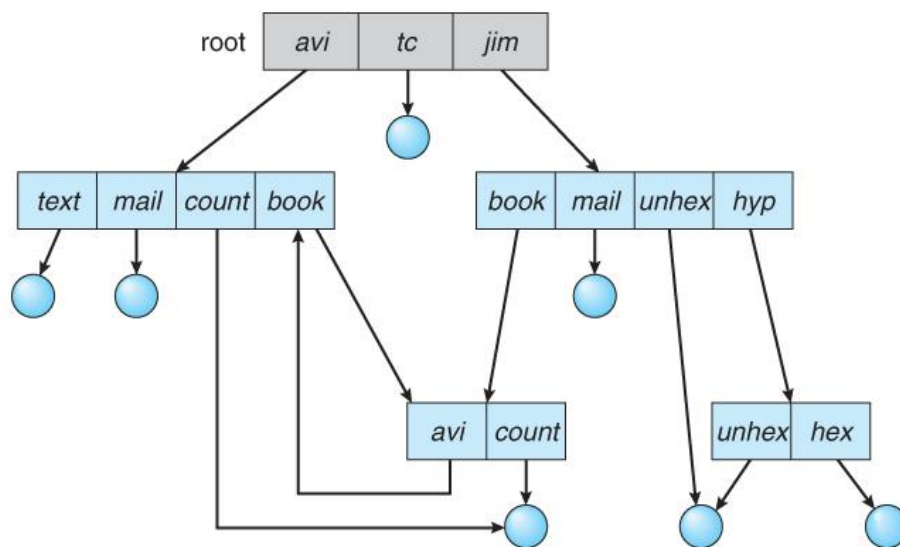 root avi tc jim
text mail count book book mail unhex hyp
avi count unhex hex